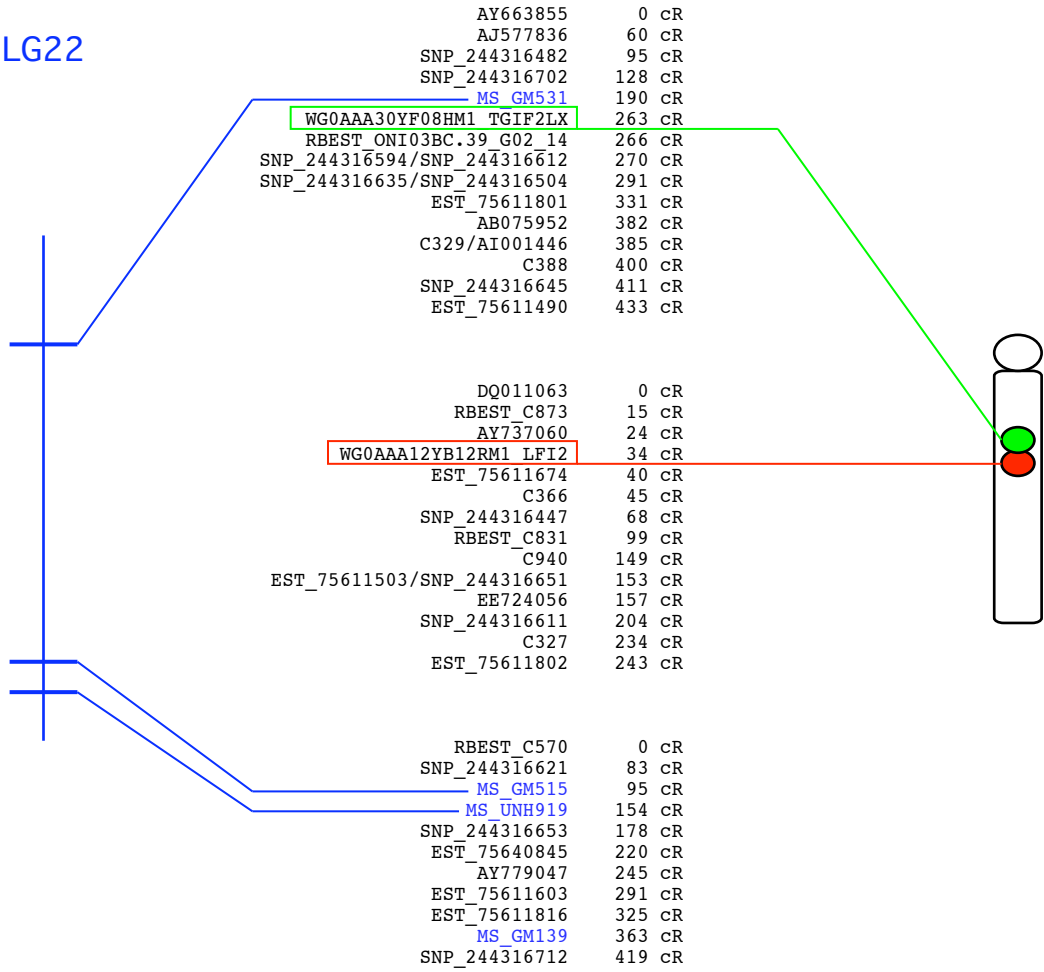 AY663855 0 cR
LG22
AJ577836 60 cR
SNP_244316482 95 cR
SNP_244316702 128 cR
MS_GM531 190 cR
WG0AAA30YF08HM1_TGIF2LX 263 cR
RBEST_ONI03BC.39_G02_14 266 cR
SNP_244316594/SNP_244316612 270 cR
SNP_244316635/SNP_244316504 291 cR
EST_75611801 331 cR
AB075952 382 cR
C329/AI001446 385 cR
C388 400 cR
SNP_244316645 411 cR
EST_75611490 433 cR
DQ011063 0 cR
RBEST_C873 15 cR
AY737060 24 cR
WG0AAA12YB12RM1_LFI2 34 cR
EST_75611674 40 cR
C366 45 cR
SNP_244316447 68 cR
RBEST_C831 99 cR
C940 149 cR
EST_75611503/SNP_244316651 153 cR
EE724056 157 cR
SNP_244316611 204 cR
C327 234 cR
EST_75611802 243 cR
RBEST_C570 0 cR
SNP_244316621 83 cR
MS_GM515 95 cR
MS_UNH919 154 cR
SNP_244316653 178 cR
EST_75640845 220 cR
AY779047 245 cR
EST_75611603 291 cR
EST_75611816 325 cR
MS_GM139 363 cR
SNP_244316712 419 cR